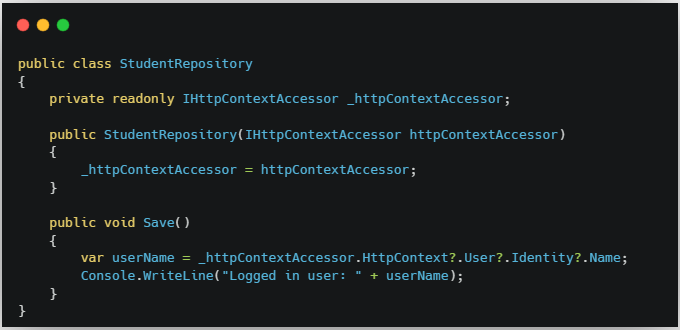 public class StudentRepository
{
    private readonly IHttpContextAccessor _httpContextAccessor;

    public StudentRepository(IHttpContextAccessor httpContextAccessor)
    {
        _httpContextAccessor = httpContextAccessor;
    }

    public void Save()
    {
        var userName = _httpContextAccessor.HttpContext?.User?.Identity?.Name;
        Console.WriteLine("Logged in user: " + userName);
    }
}